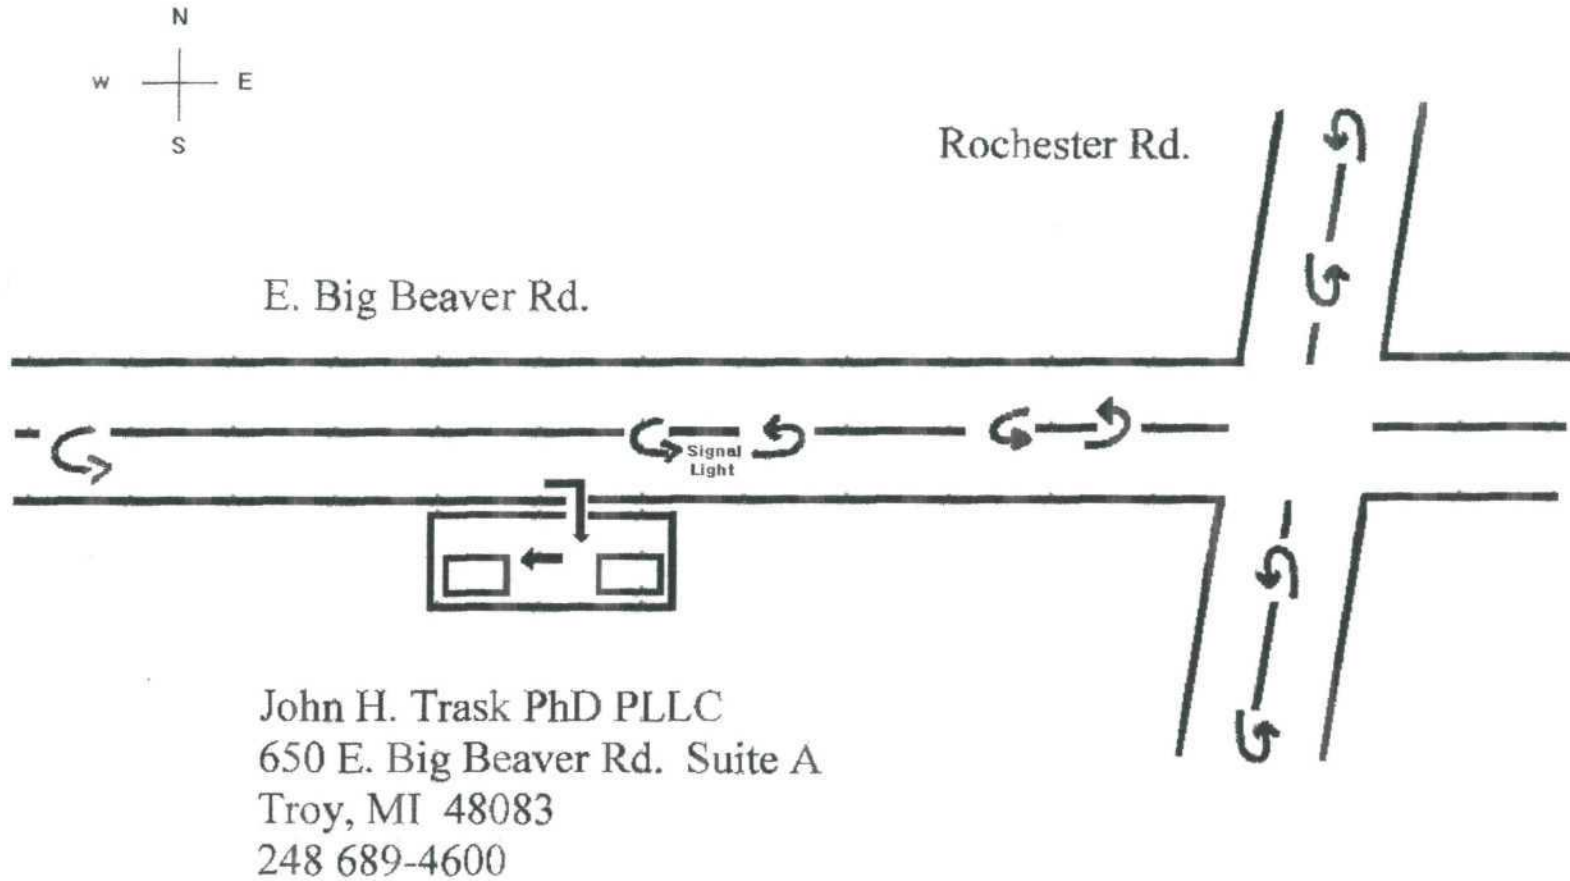 N
W E
S
Rochester Rd.
E. Big Beaver Rd.
Signal
Light
John H. Trask PhD PLLC
650 E. Big Beaver Rd. Suite A
Troy, MI 48083
248 689-4600